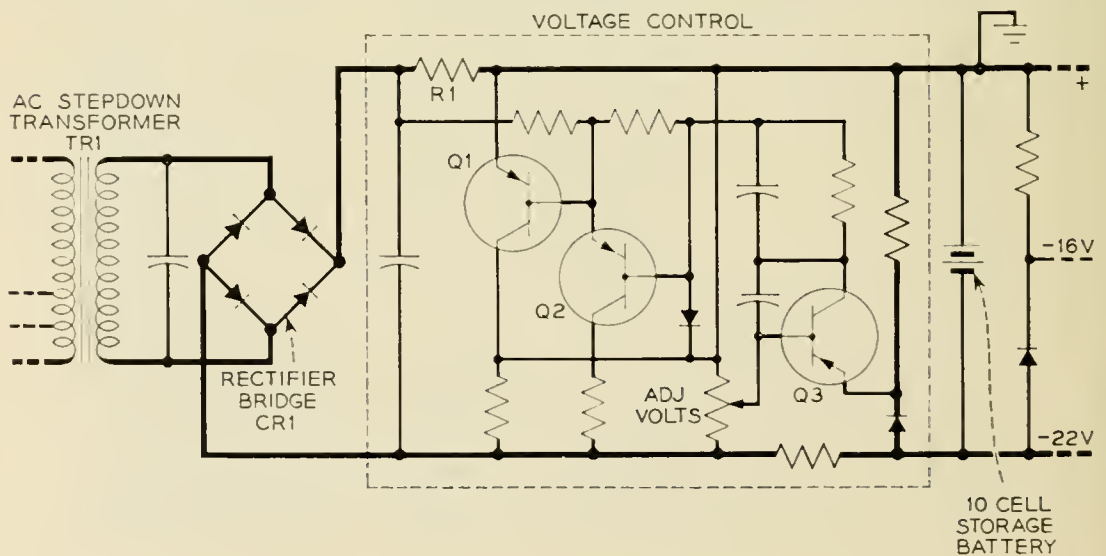 VOLTAGE CONTROL
AC STEPDOWN
TRANSFORMER
TR1
R1
+
Q1
Q2
-16V
RECTIFIER
BRIDGE
CR1
ADJ
VOLTS
Q3
-22V
10 CELL
STORAGE
BATTERY